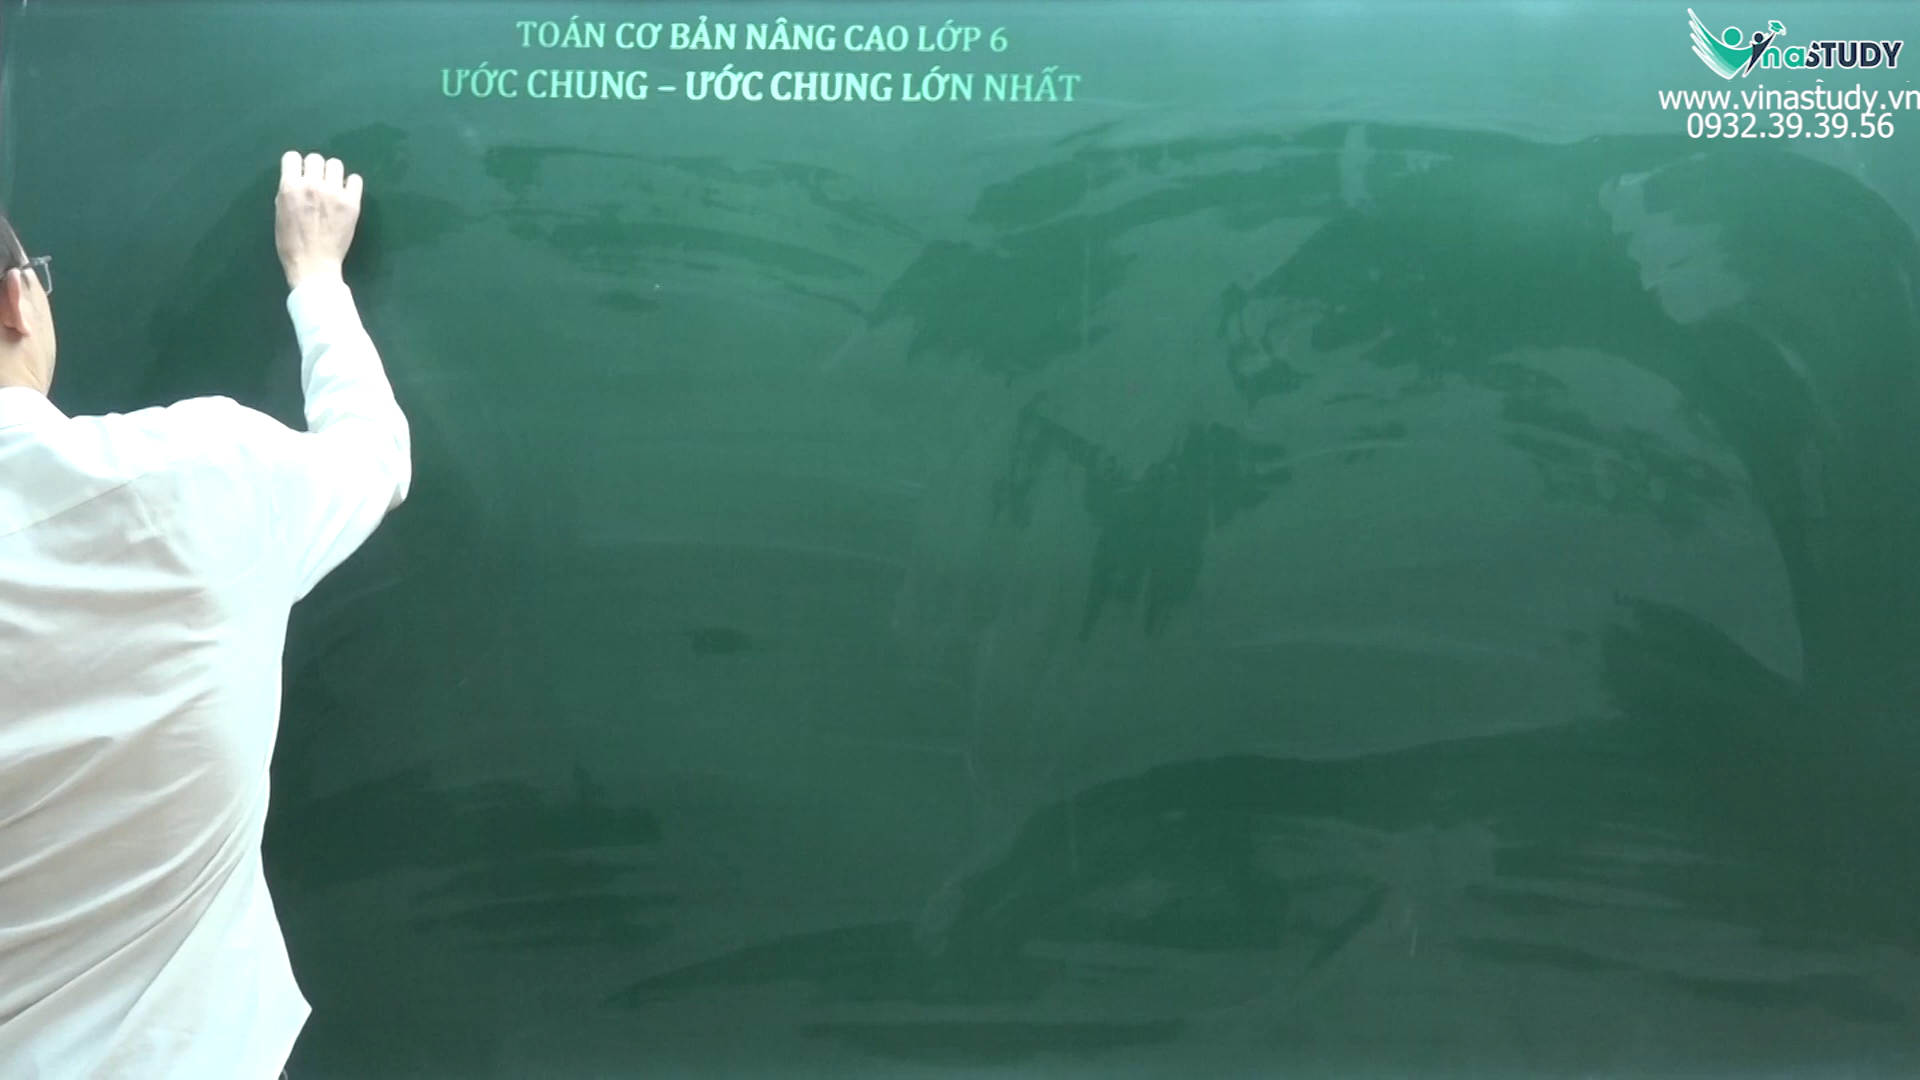 TOÁN CƠ BẢN NÂNG CAO LỚP 6
ƯỚC CHUNG – ƯỚC CHUNG LỚN NHẤT
VinaSTUDY
www.vinastudy.vn
0932.39.39.56